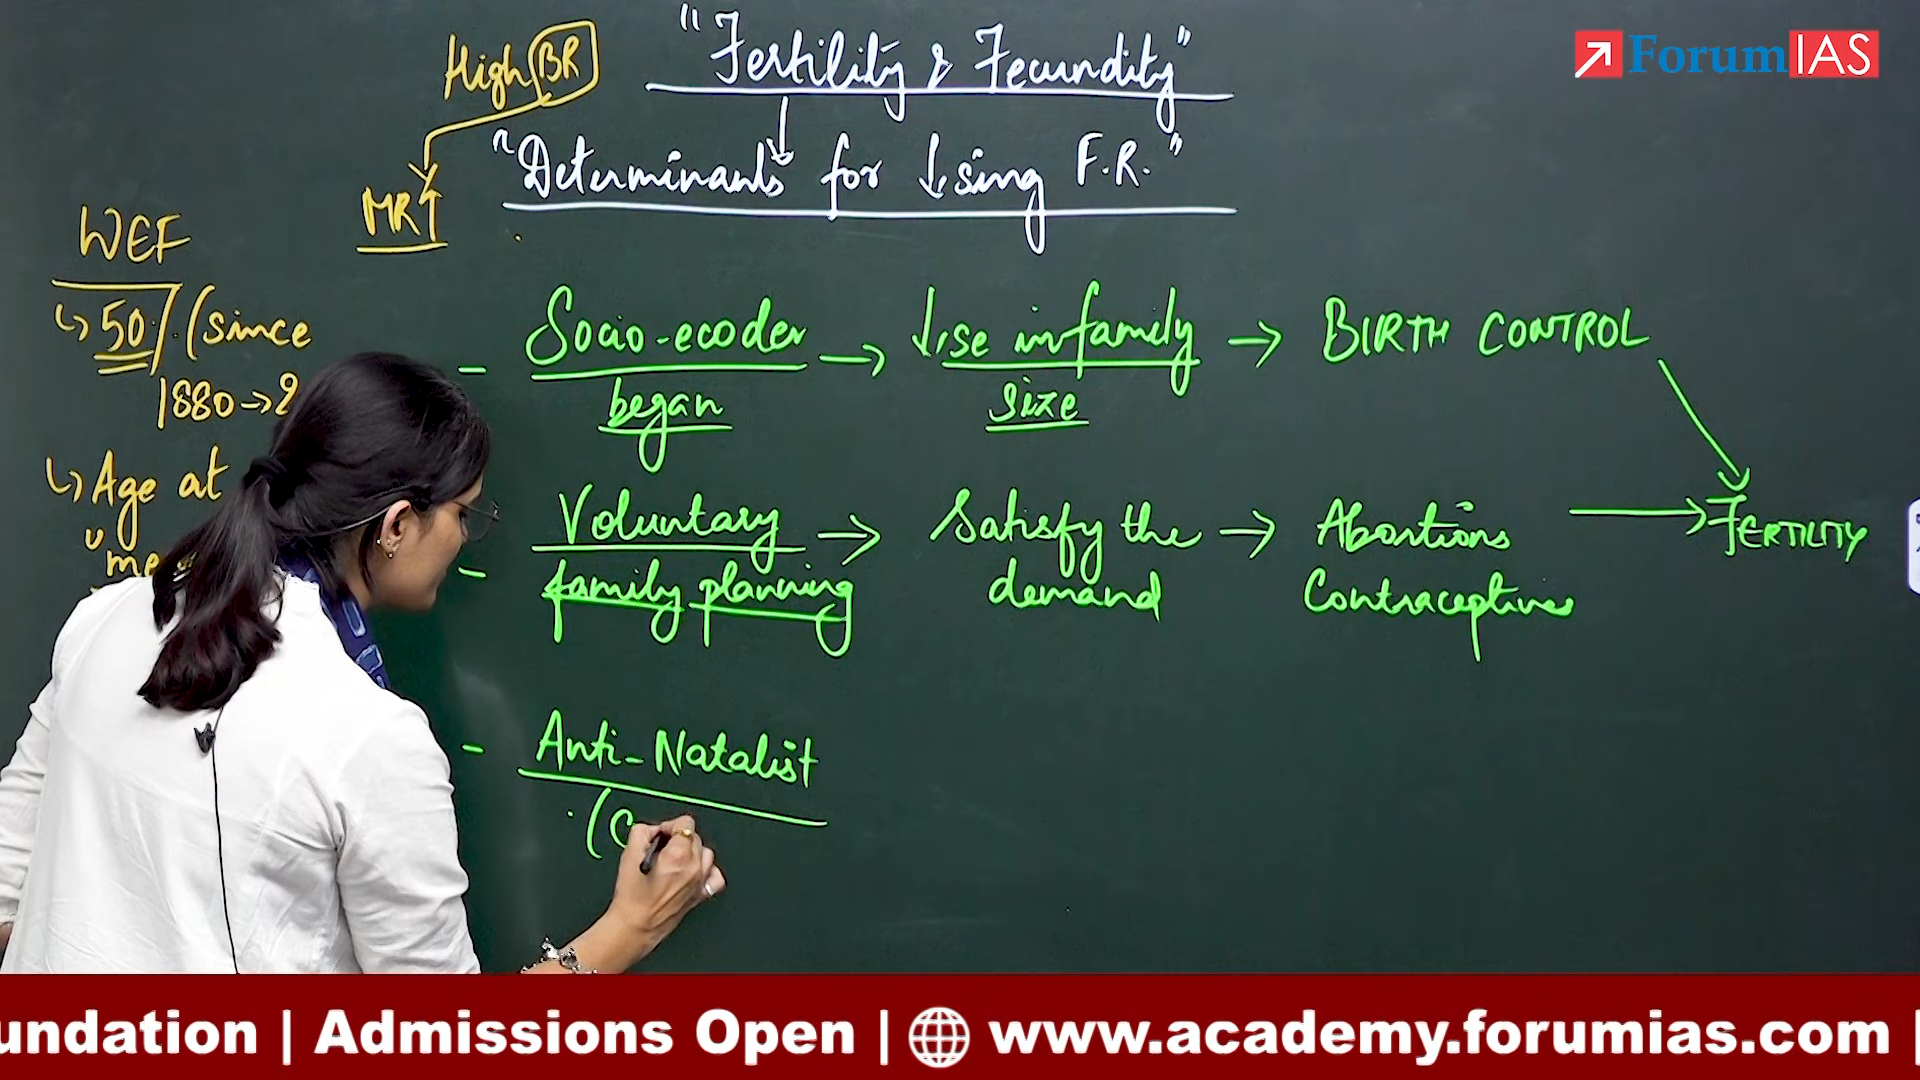 "Fertility & Fecundity"
ForumIAS
High BR
"Determinants for ↓sing F.R."
MR↑
WEF
↳ 50% (since
1880→2
↳ Age at
me
- Socio-ecoder → ↓se in family → BIRTH CONTROL
began
size
- Voluntary → Satisfy the → Abortions → FERTILITY
family planning
demand
Contraceptives
- Anti-Natalist
(C
undation | Admissions Open | www.academy.forumias.com |